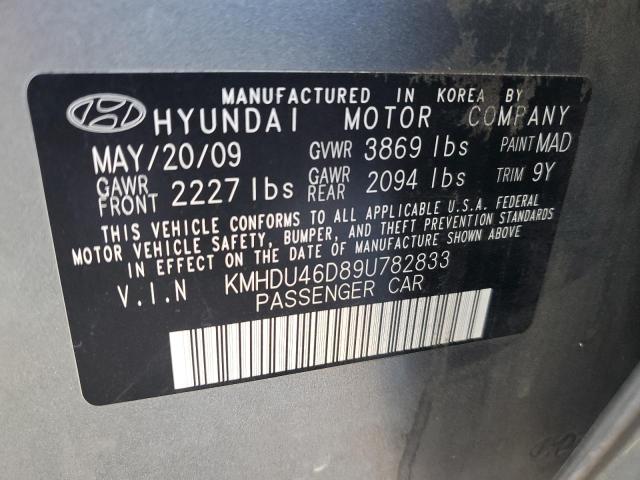 MANUFACTURED IN KOREA BY
HYUNDAI MOTOR COMPANY
MAY/20/09 GVWR 3869 lbs PAINT MAD
GAWR FRONT 2227 lbs GAWR REAR 2094 lbs TRIM 9Y
THIS VEHICLE CONFORMS TO ALL APPLICABLE U.S.A. FEDERAL
MOTOR VEHICLE SAFETY, BUMPER, AND THEFT PREVENTION STANDARDS
IN EFFECT ON THE DATE OF MANUFACTURE SHOWN ABOVE
V.I.N KMHDU46D89U782833
PASSENGER CAR